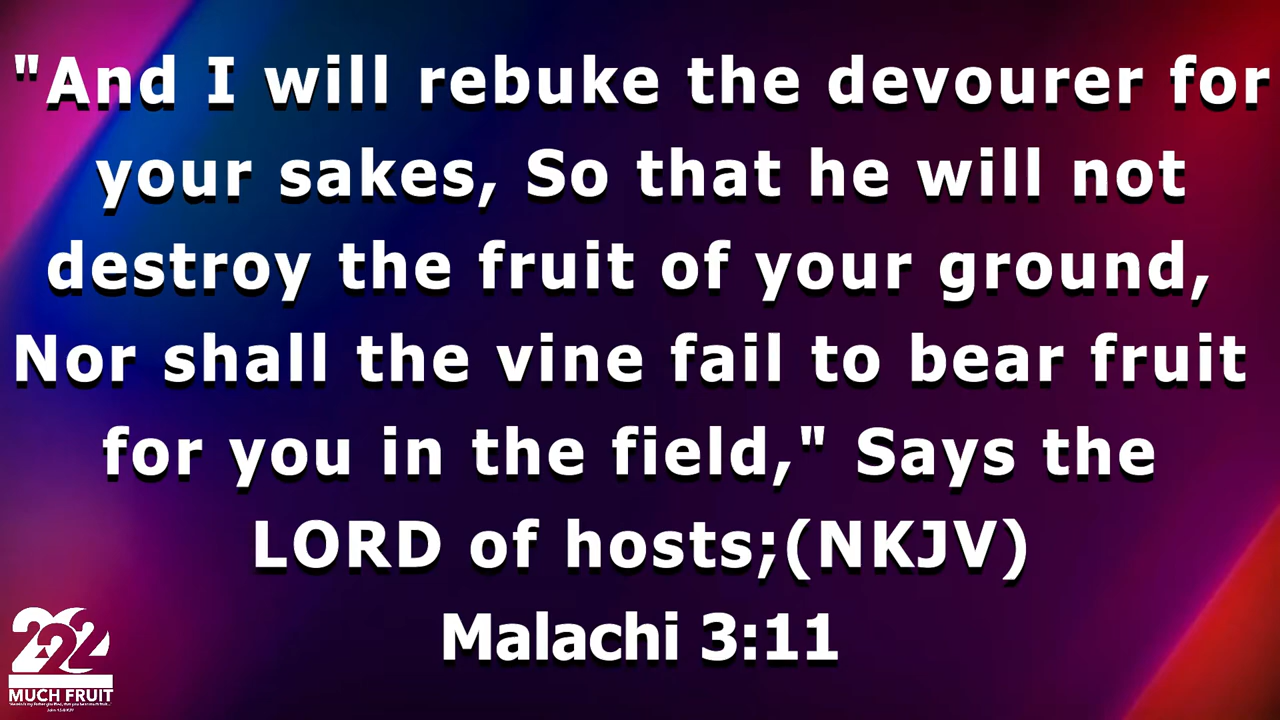 "And I will rebuke the devourer for
your sakes, So that he will not
destroy the fruit of your ground,
Nor shall the vine fail to bear fruit
for you in the field," Says the
LORD of hosts;(NKJV)
Malachi 3:11
MUCH FRUIT